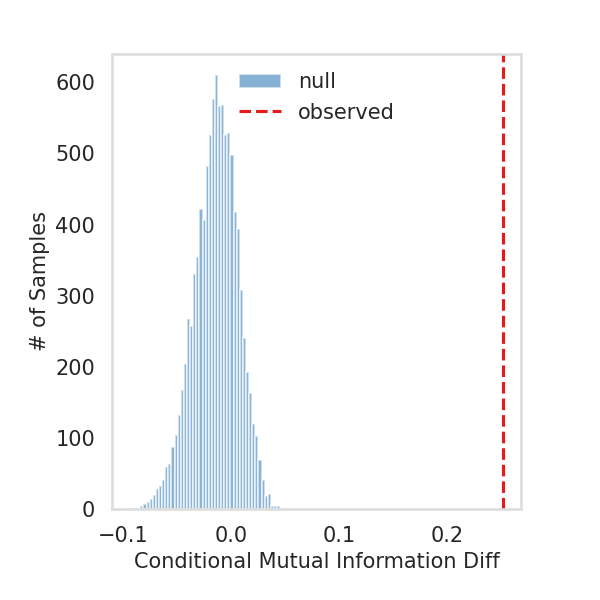 null
observed
# of Samples
600
500
400
300
200
100
0
−0.1
0.0
0.1
0.2
Conditional Mutual Information Diff